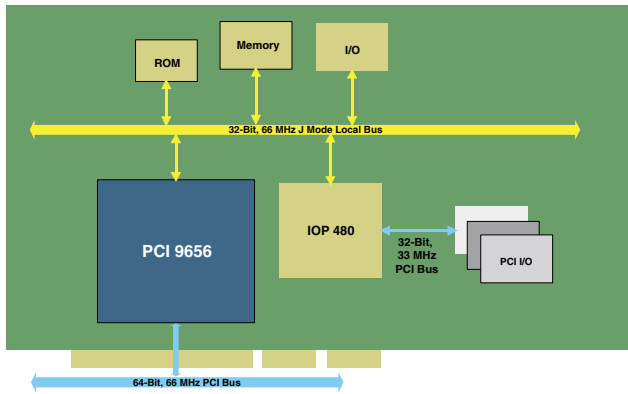 ROM
Memory
I/O
32-Bit, 66 MHz J Mode Local Bus
PCI 9656
IOP 480
32-Bit,
33 MHz
PCI Bus
PCI I/O
64-Bit, 66 MHz PCI Bus